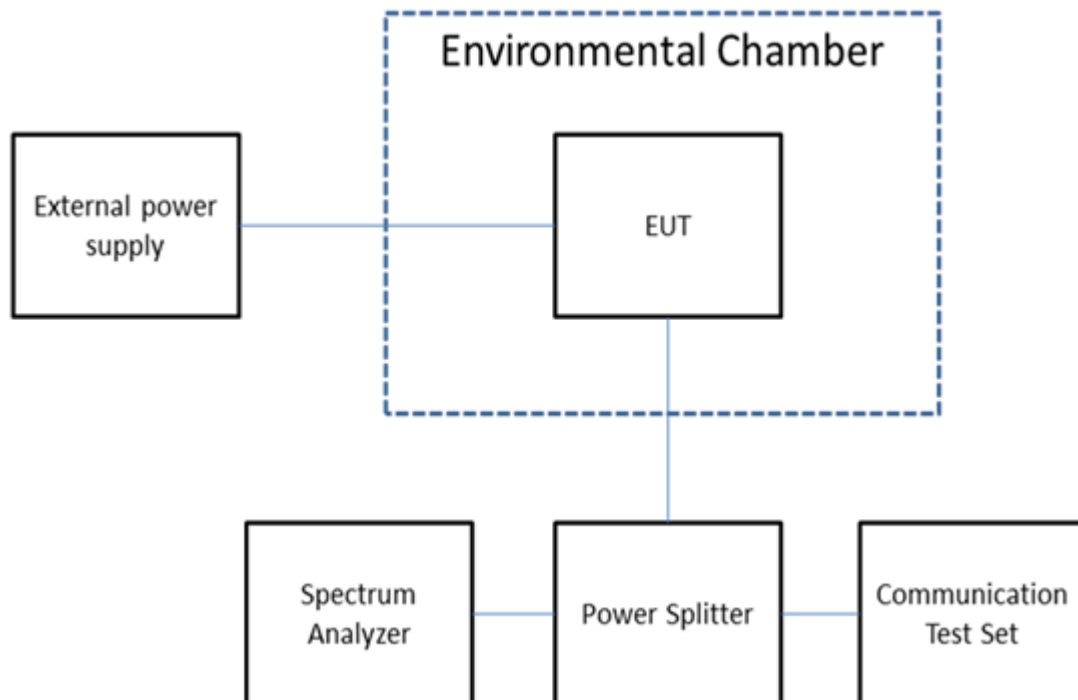 Environmental Chamber
External power
supply
EUT
Spectrum
Analyzer
Power Splitter
Communication
Test Set